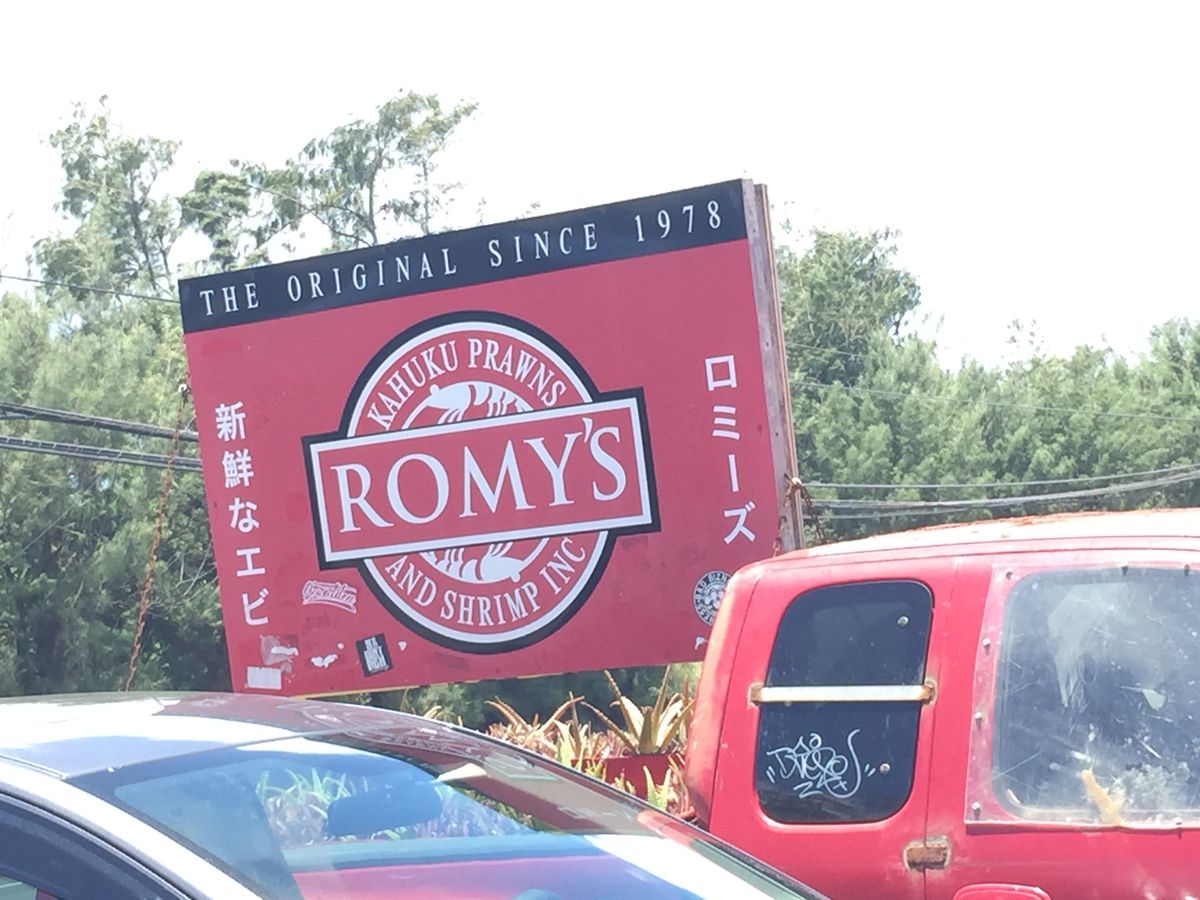 THE ORIGINAL SINCE 1978
KAHUKU PRAWNS
ROMY'S
AND SHRIMP INC
新鮮なエビ
ロミーズ